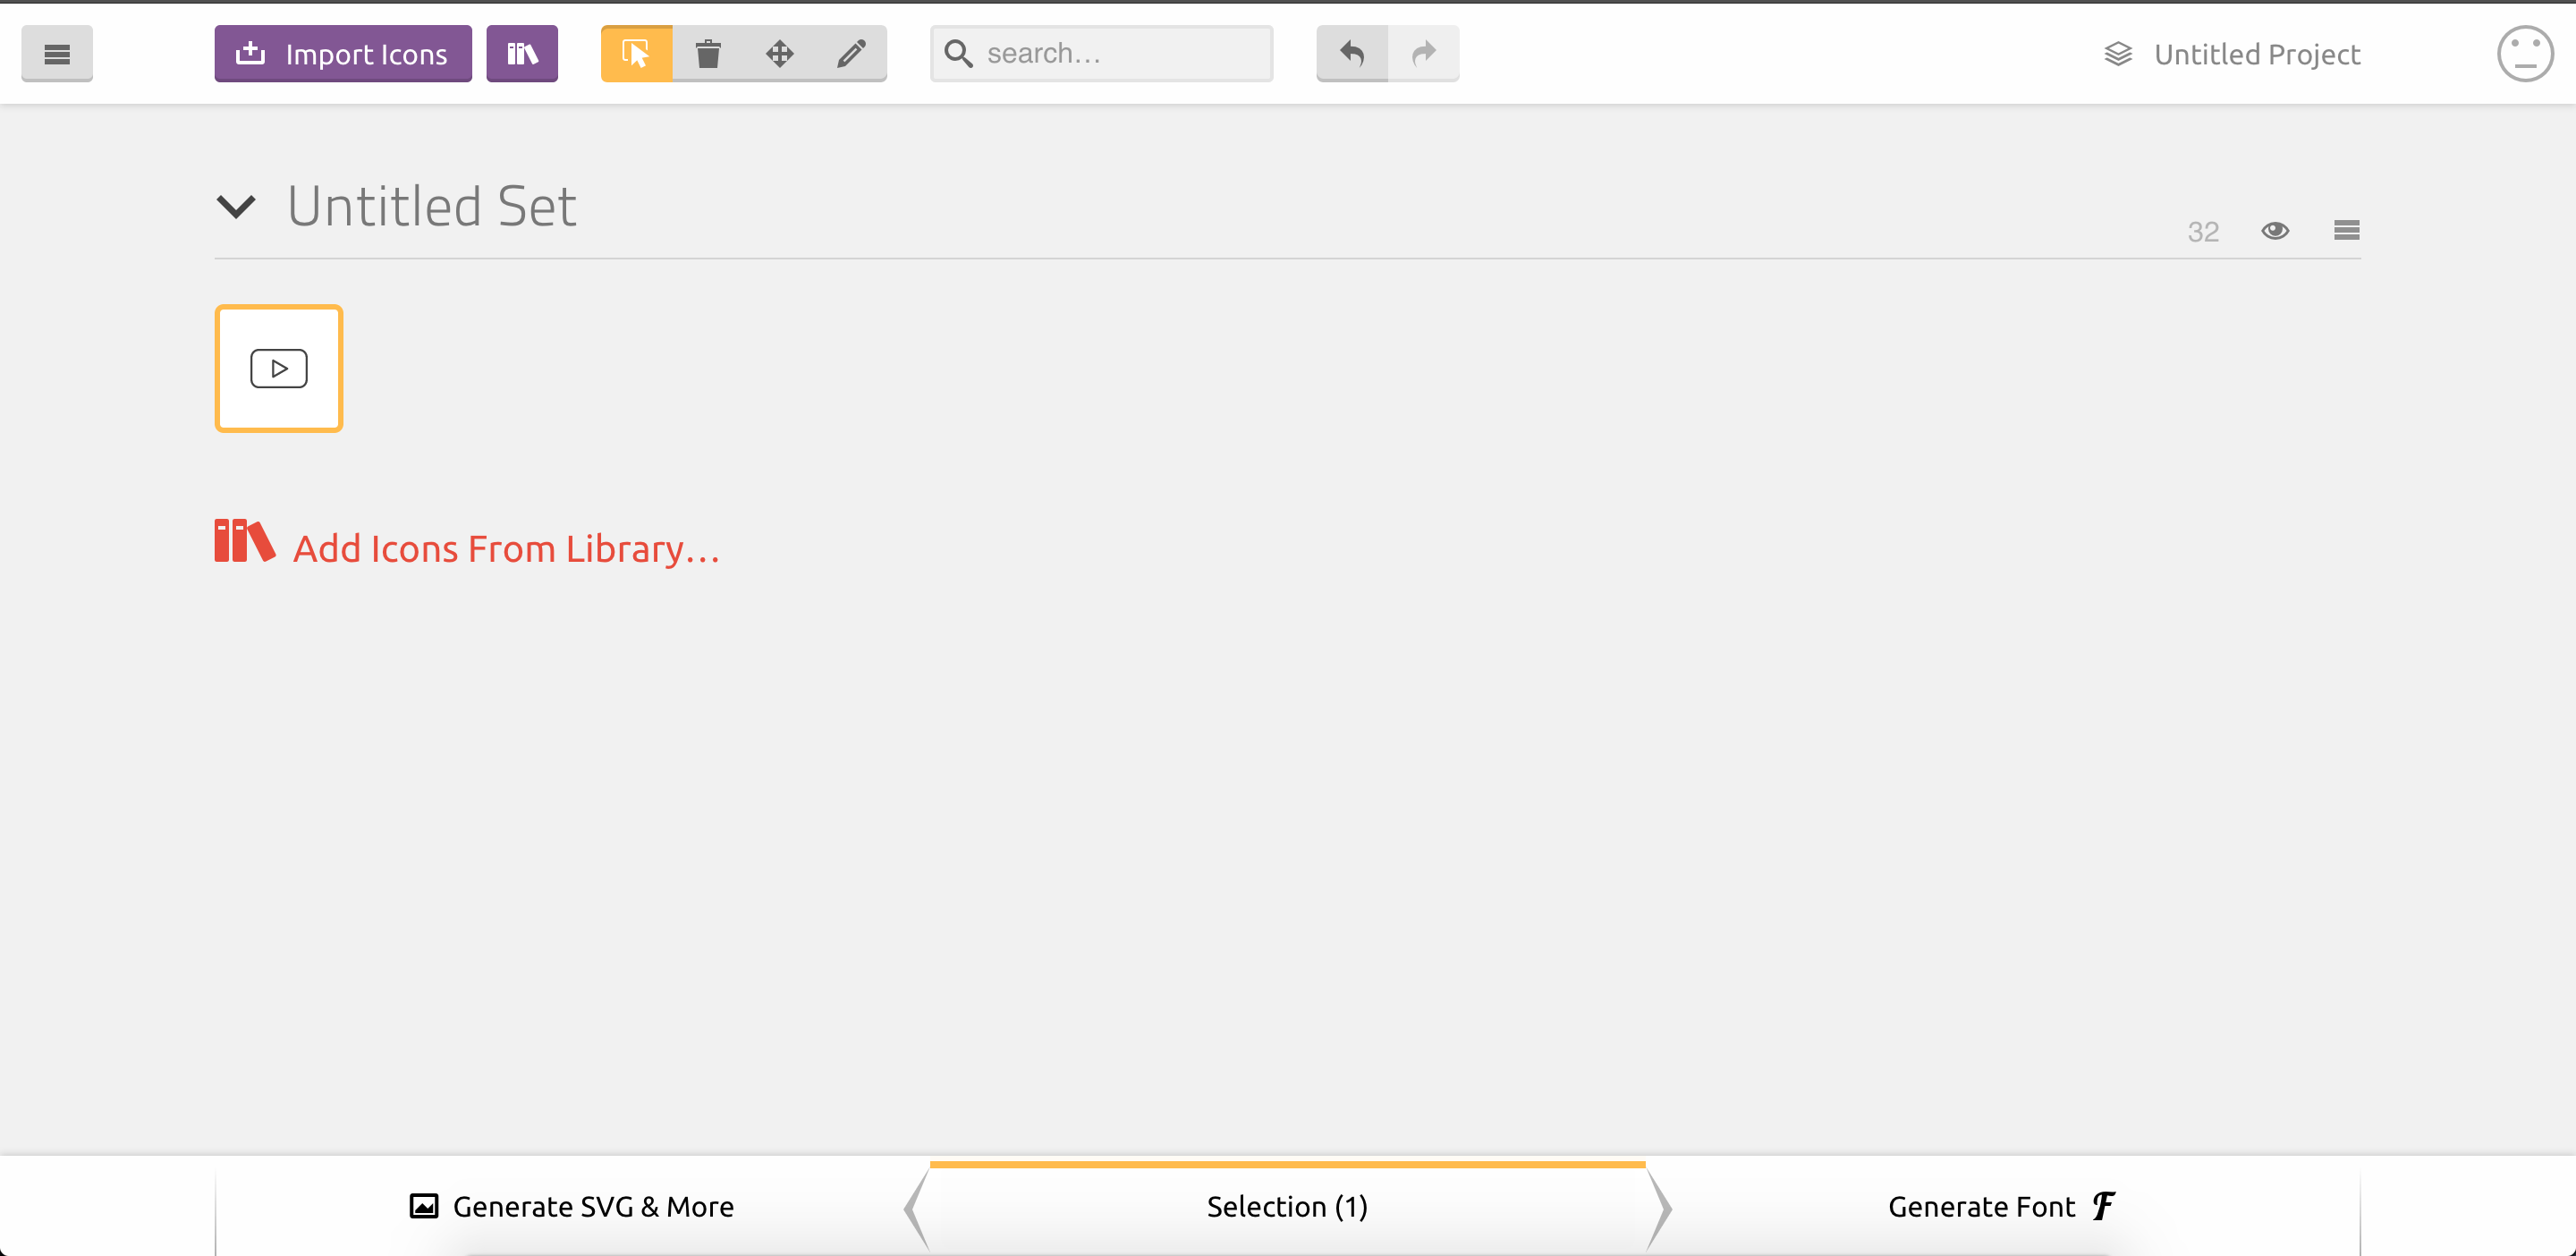 Import Icons
search...
Untitled Project
Untitled Set
32
Add Icons From Library...
Generate SVG & More
Selection (1)
Generate Font